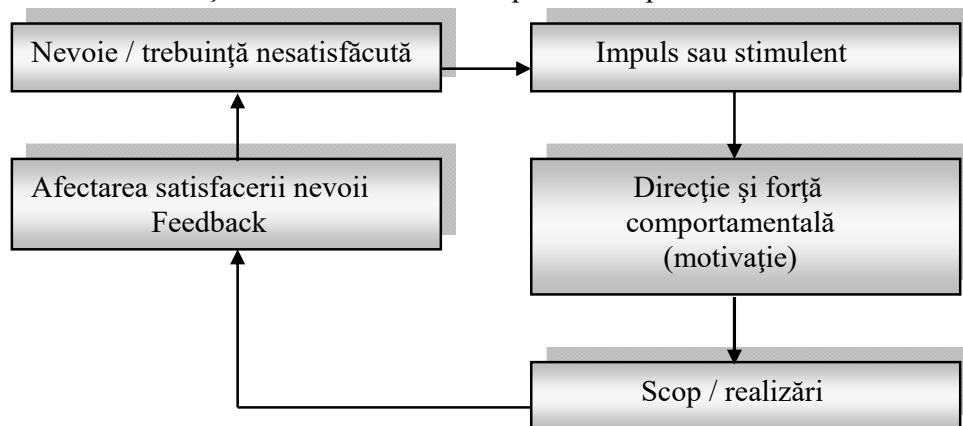 Nevoie / trebuinţă nesatisfăcută
Impuls sau stimulent
Afectarea satisfacerii nevoii
Feedback
Direcţie şi forţă
comportamentală
(motivaţie)
Scop / realizări